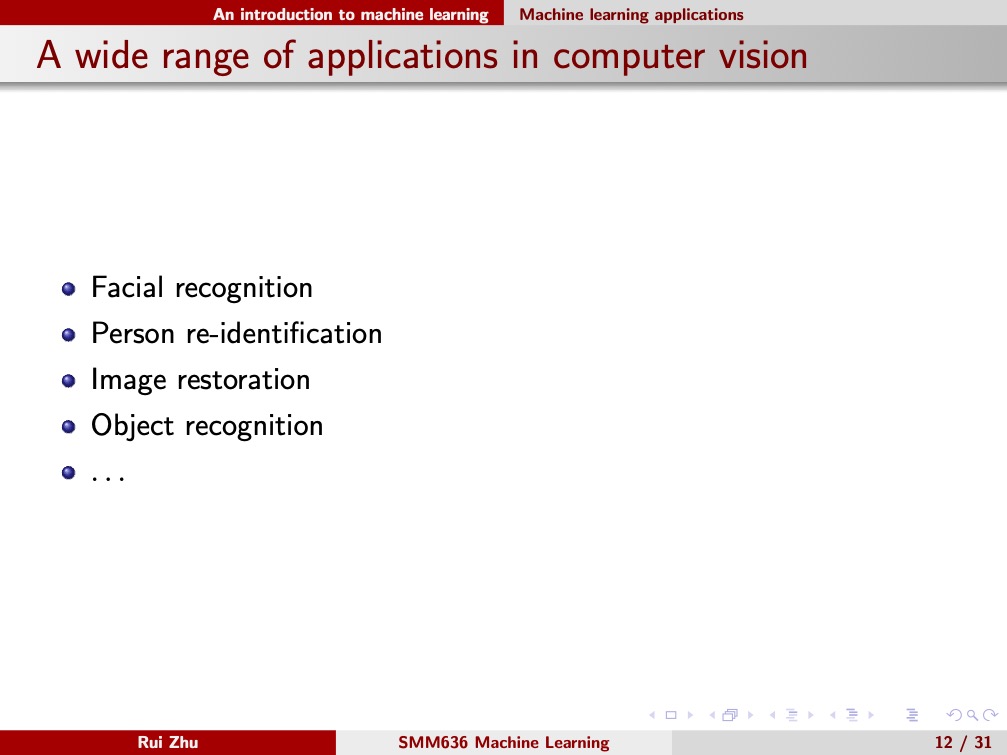 An introduction to machine learning Machine learning applications
A wide range of applications in computer vision
Facial recognition
Person re-identification
Image restoration
Object recognition
. . .
Rui Zhu SMM636 Machine Learning 12 / 31